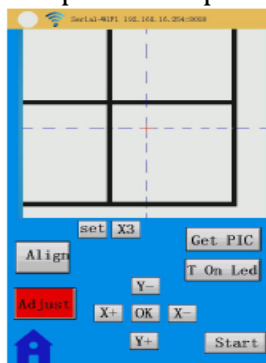 Serial-WIFI 192.168.16.254:8080
set X3
Get PIC
Align
T On Led
Y-
Adjust
X+ OK X-
Y+
Start